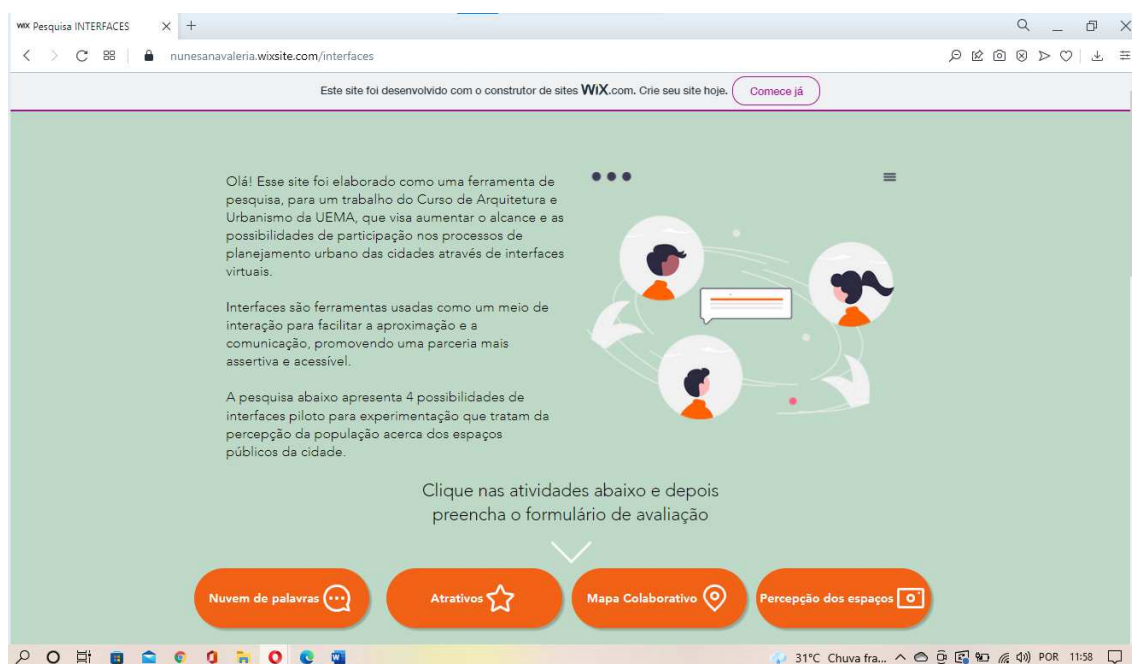 WIX Pesquisa INTERFACES
nunesanavaleria.wixsite.com/interfaces
Este site foi desenvolvido com o construtor de sites WiX.com. Crie seu site hoje. Comece já
Olá! Esse site foi elaborado como uma ferramenta de
pesquisa, para um trabalho do Curso de Arquitetura e
Urbanismo da UEMA, que visa aumentar o alcance e as
possibilidades de participação nos processos de
planejamento urbano das cidades através de interfaces
virtuais.
Interfaces são ferramentas usadas como um meio de
interação para facilitar a aproximação e a
comunicação, promovendo uma parceria mais
assertiva e acessível.
A pesquisa abaixo apresenta 4 possibilidades de
interfaces piloto para experimentação que tratam da
percepção da população acerca dos espaços
públicos da cidade.
Clique nas atividades abaixo e depois
preencha o formulário de avaliação
Nuvem de palavras
Atrativos
Mapa Colaborativo
Percepção dos espaços
31°C Chuva fra... POR 11:58